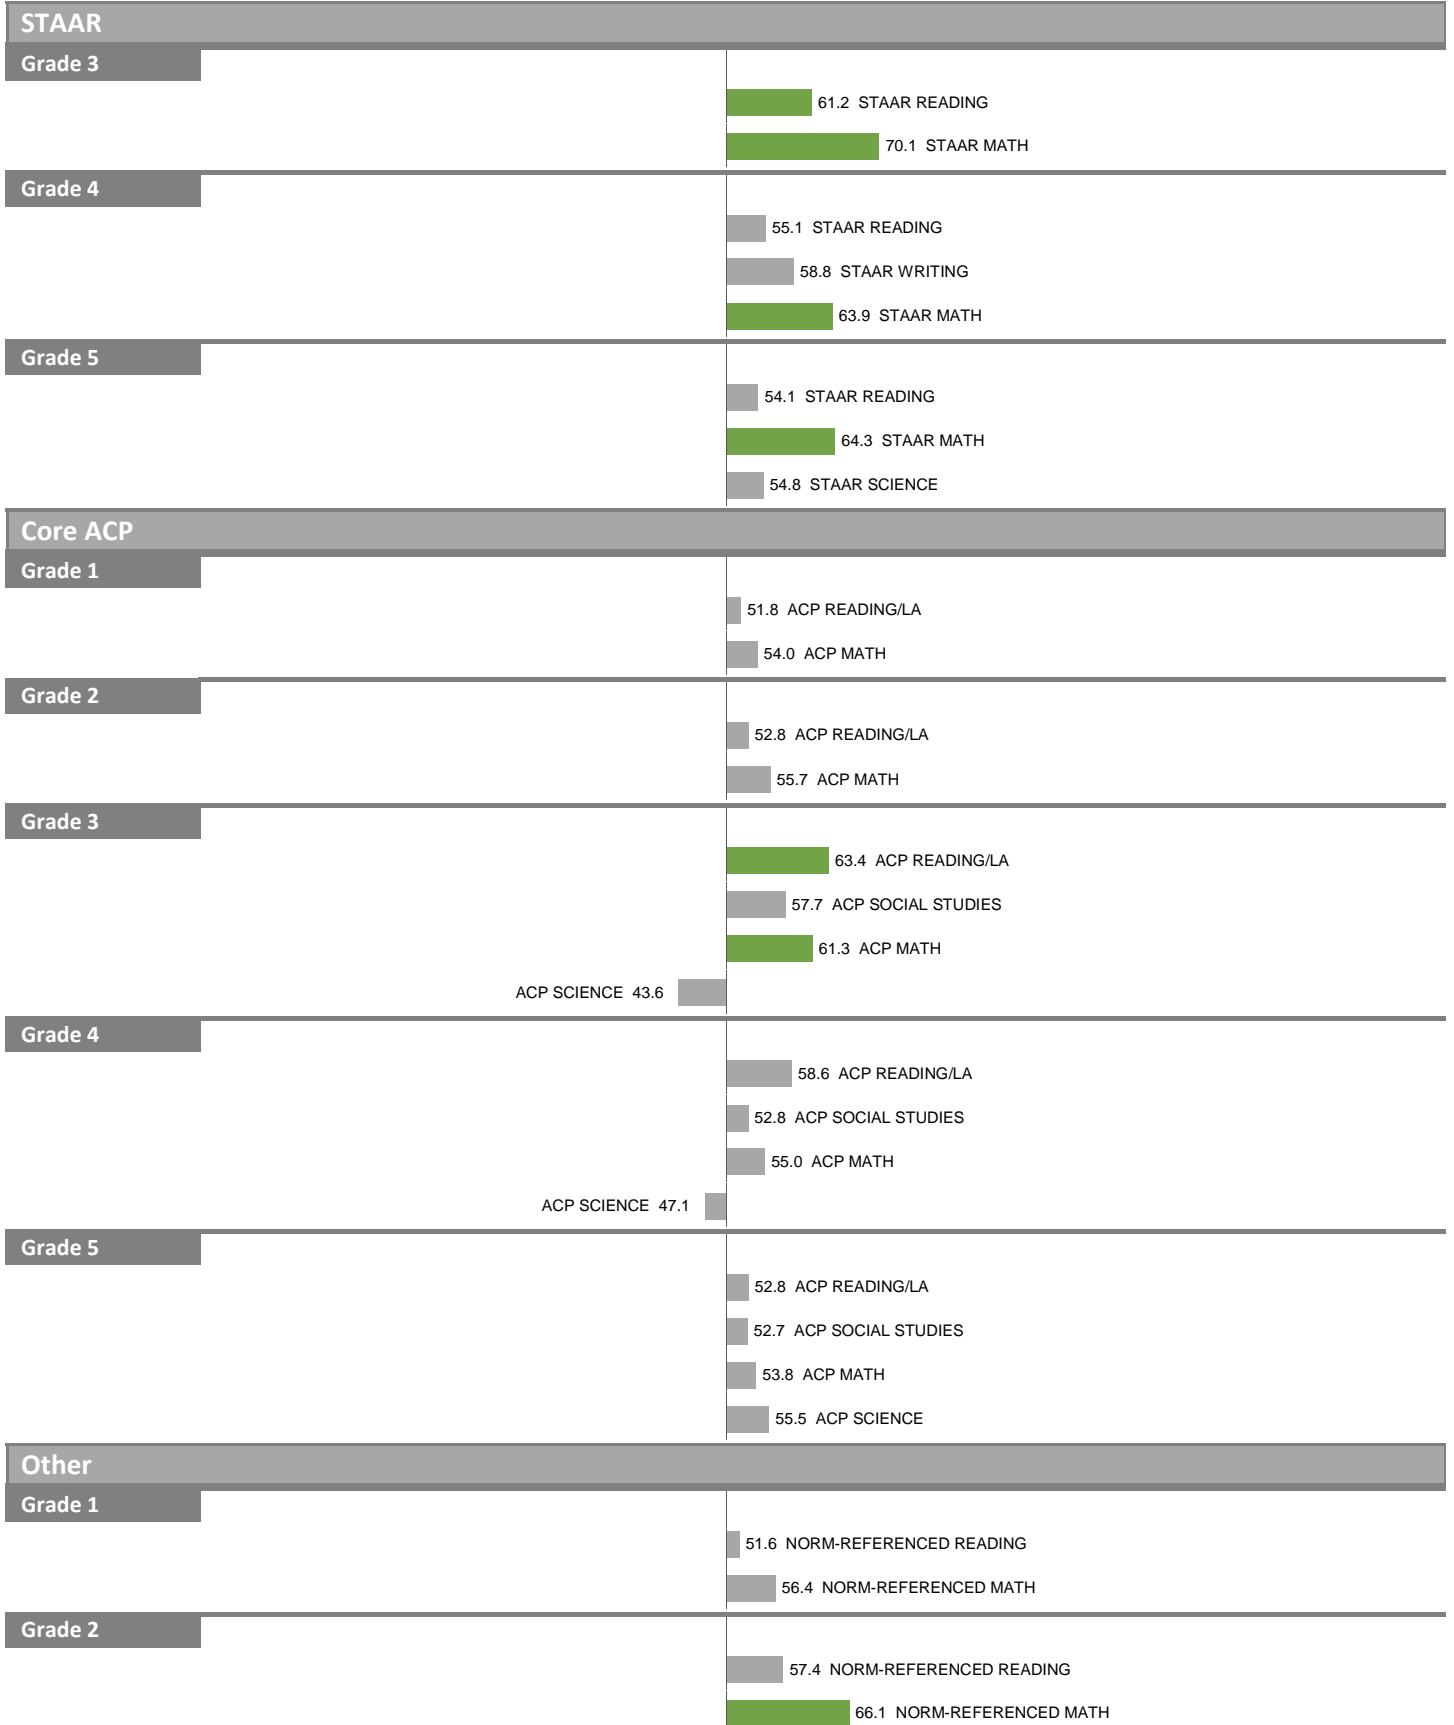 STAAR
Grade 3
61.2 STAAR READING
70.1 STAAR MATH
Grade 4
55.1 STAAR READING
58.8 STAAR WRITING
63.9 STAAR MATH
Grade 5
54.1 STAAR READING
64.3 STAAR MATH
54.8 STAAR SCIENCE
Core ACP
Grade 1
51.8 ACP READING/LA
54.0 ACP MATH
Grade 2
52.8 ACP READING/LA
55.7 ACP MATH
Grade 3
63.4 ACP READING/LA
57.7 ACP SOCIAL STUDIES
61.3 ACP MATH
ACP SCIENCE 43.6
Grade 4
58.6 ACP READING/LA
52.8 ACP SOCIAL STUDIES
55.0 ACP MATH
ACP SCIENCE 47.1
Grade 5
52.8 ACP READING/LA
52.7 ACP SOCIAL STUDIES
53.8 ACP MATH
55.5 ACP SCIENCE
Other
Grade 1
51.6 NORM-REFERENCED READING
56.4 NORM-REFERENCED MATH
Grade 2
57.4 NORM-REFERENCED READING
66.1 NORM-REFERENCED MATH